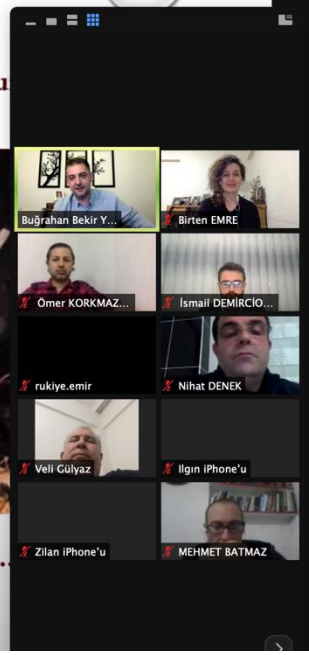 Buğrahan Bekir Y...
Birten EMRE
Ömer KORKMAZ...
İsmail DEMİRCİO...
rukiye.emir
Nihat DENEK
Veli Gülyaz
Ilgın iPhone'u
Zilan iPhone'u
MEHMET BATMAZ